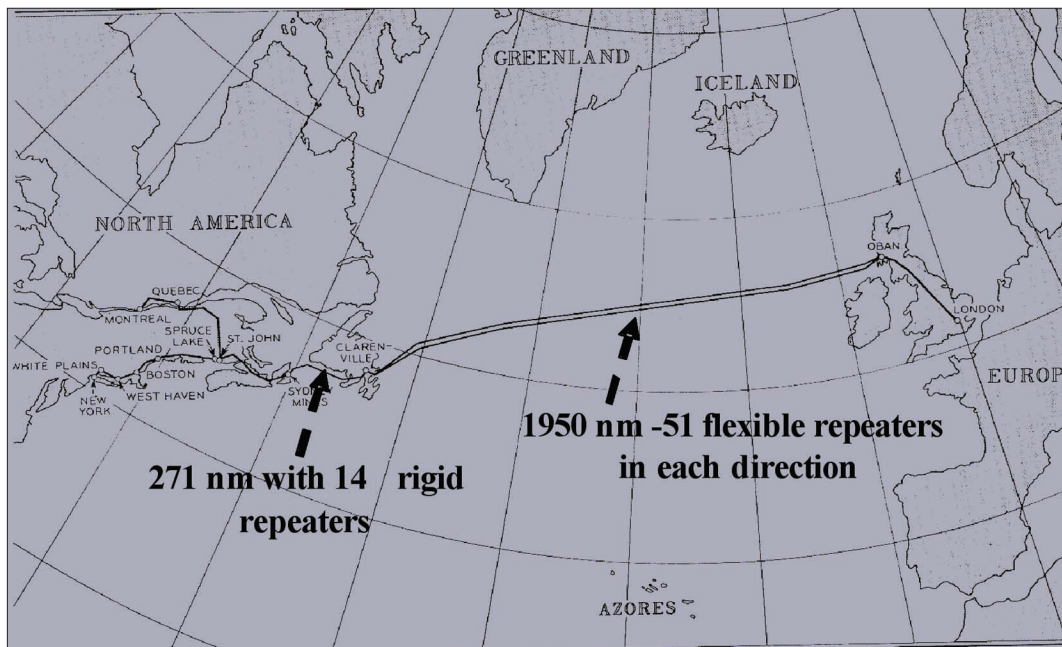 GREENLAND
ICELAND
NORTH AMERICA
OBAN
QUEBEC
MONTREAL
LONDON
SPRUCE
LAKE
ST. JOHN
CLAREN-
VILLE
PORTLAND
WHITE PLAINS
BOSTON
EUROP
NEW
YORK
WEST HAVEN
SYDNEY
MINES
1950 nm -51 flexible repeaters
in each direction
271 nm with 14 rigid
repeaters
AZORES